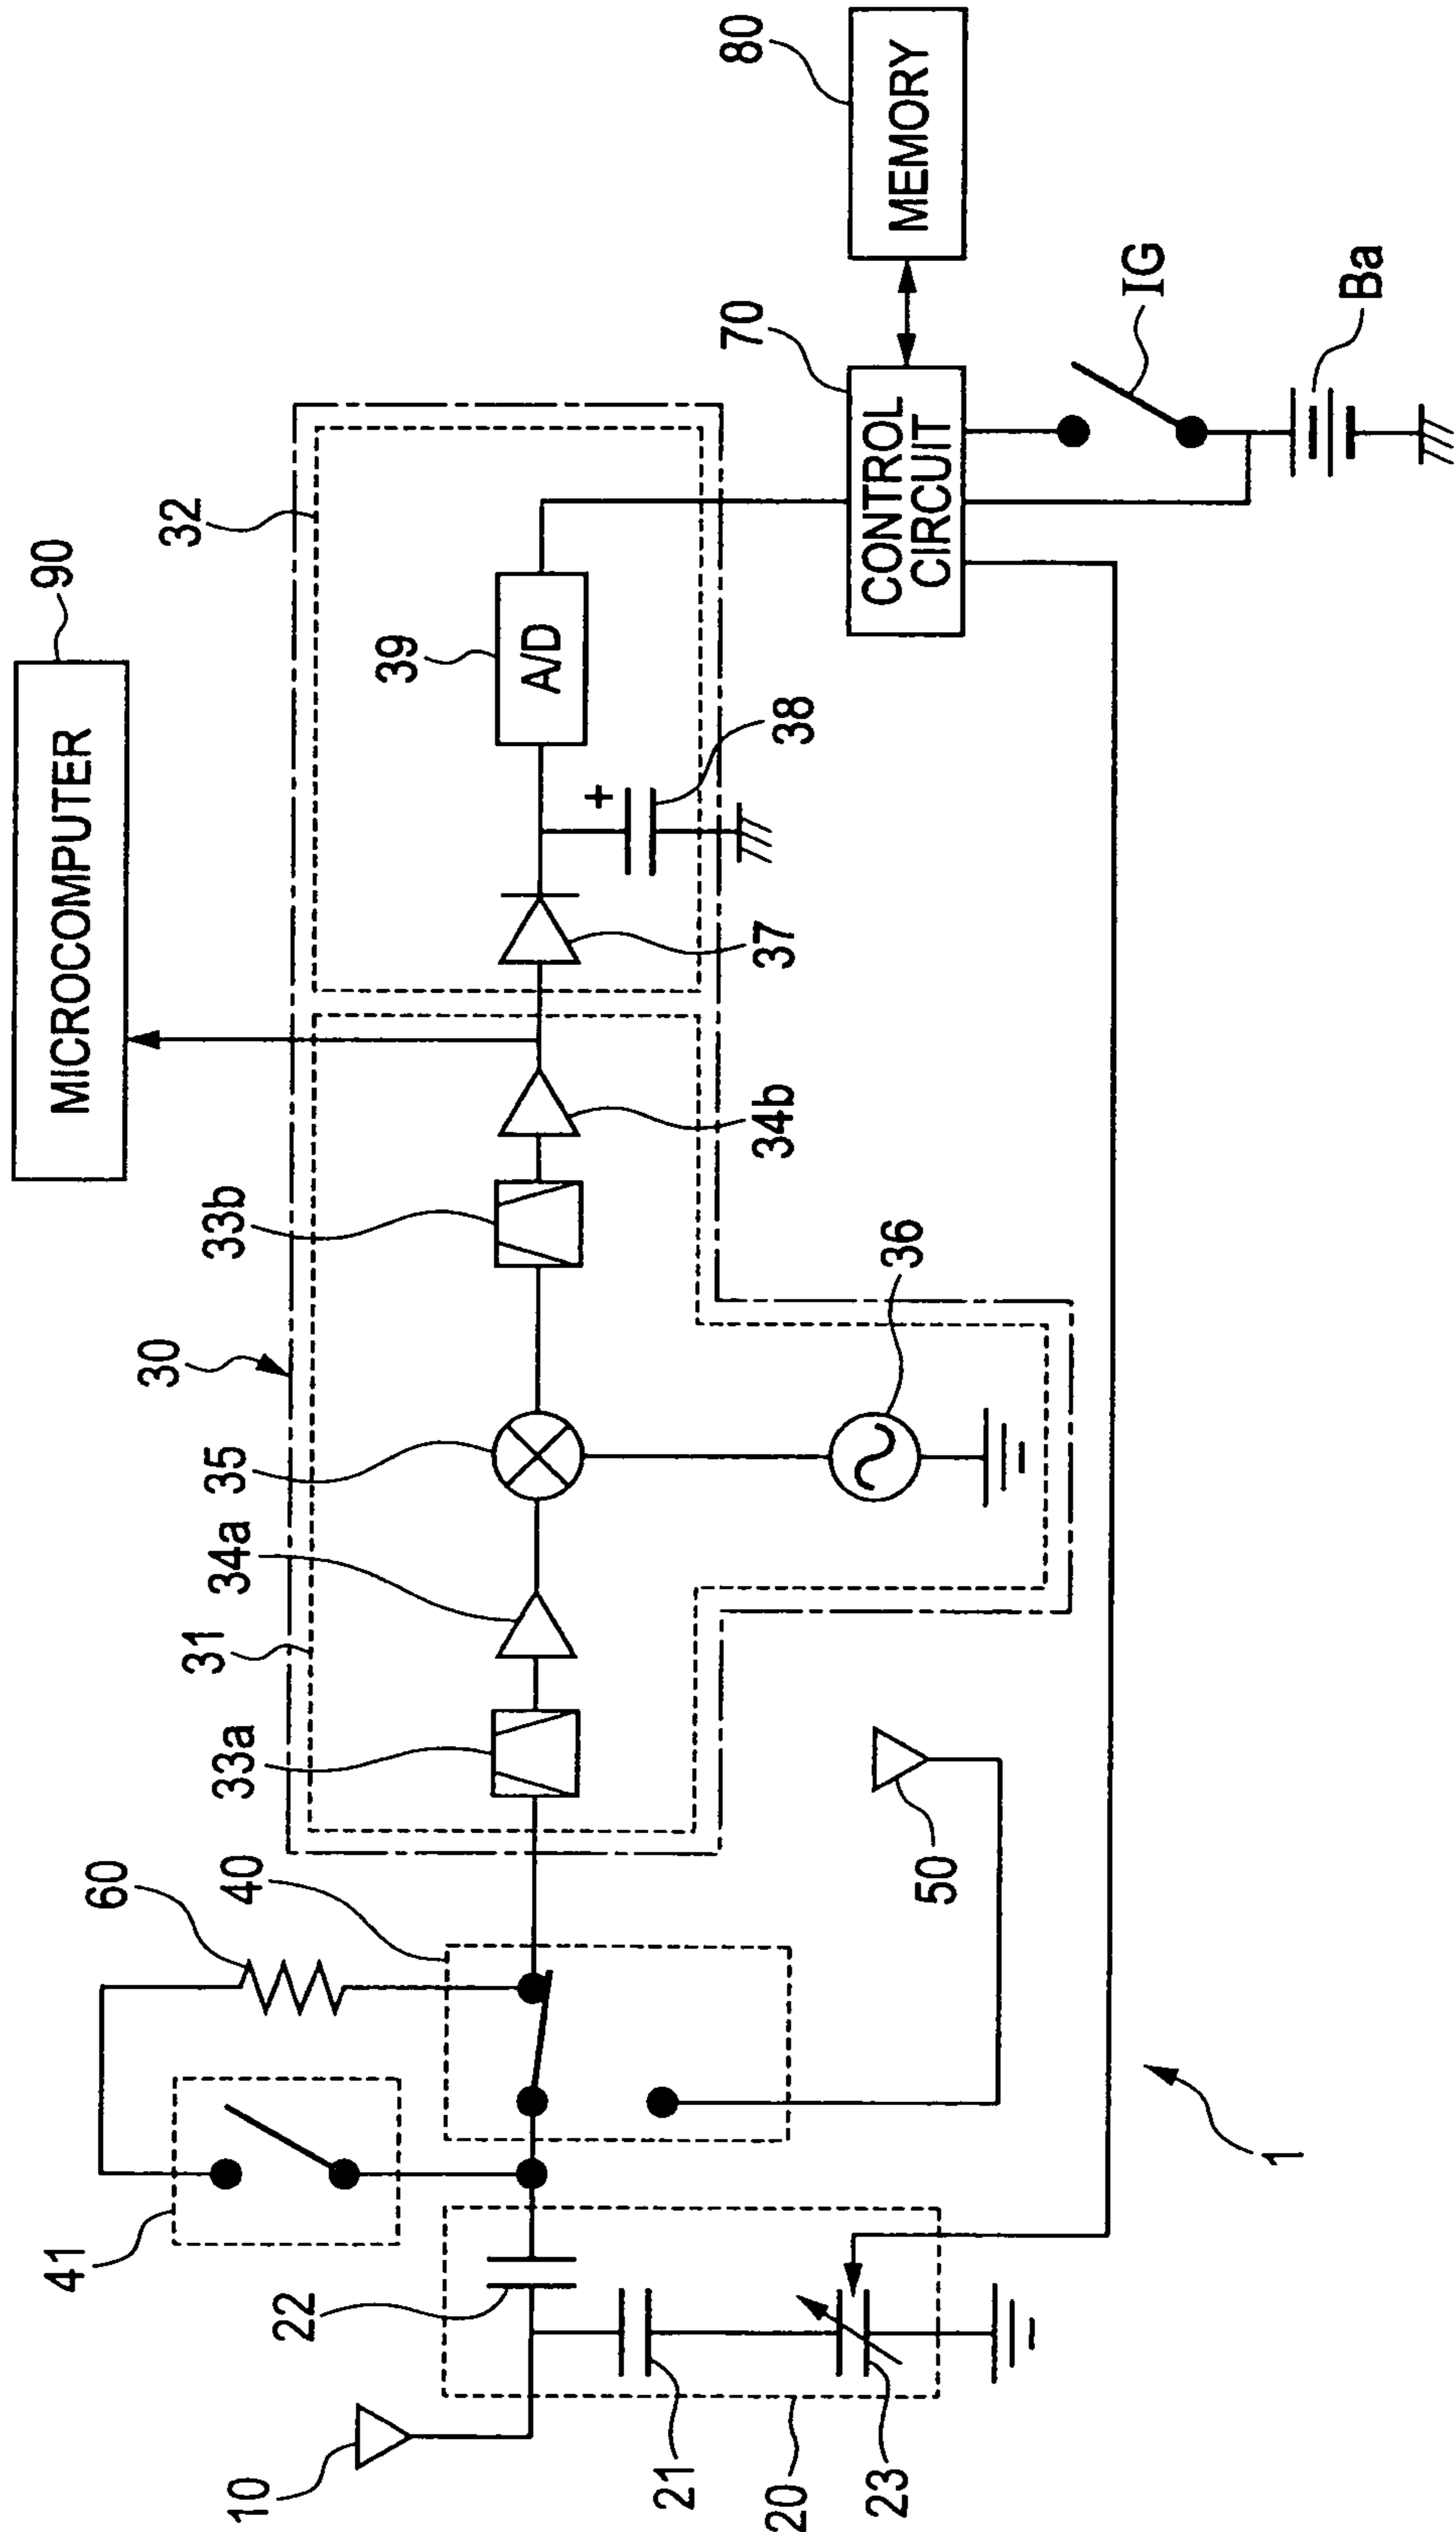 90
MICROCOMPUTER
30
31
32
60
41
40
33a
34a
35
33b
34b
37
38
39
A/D
36
50
10
22
21
20
23
1
70
CONTROL
CIRCUIT
80
MEMORY
IG
Ba
+